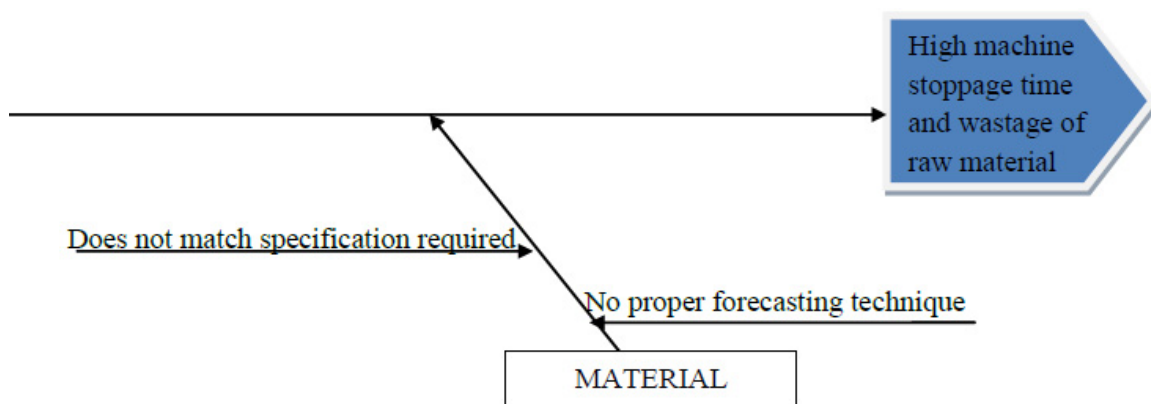 High machine
stoppage time
and wastage of
raw material
Does not match specification required
No proper forecasting technique
MATERIAL